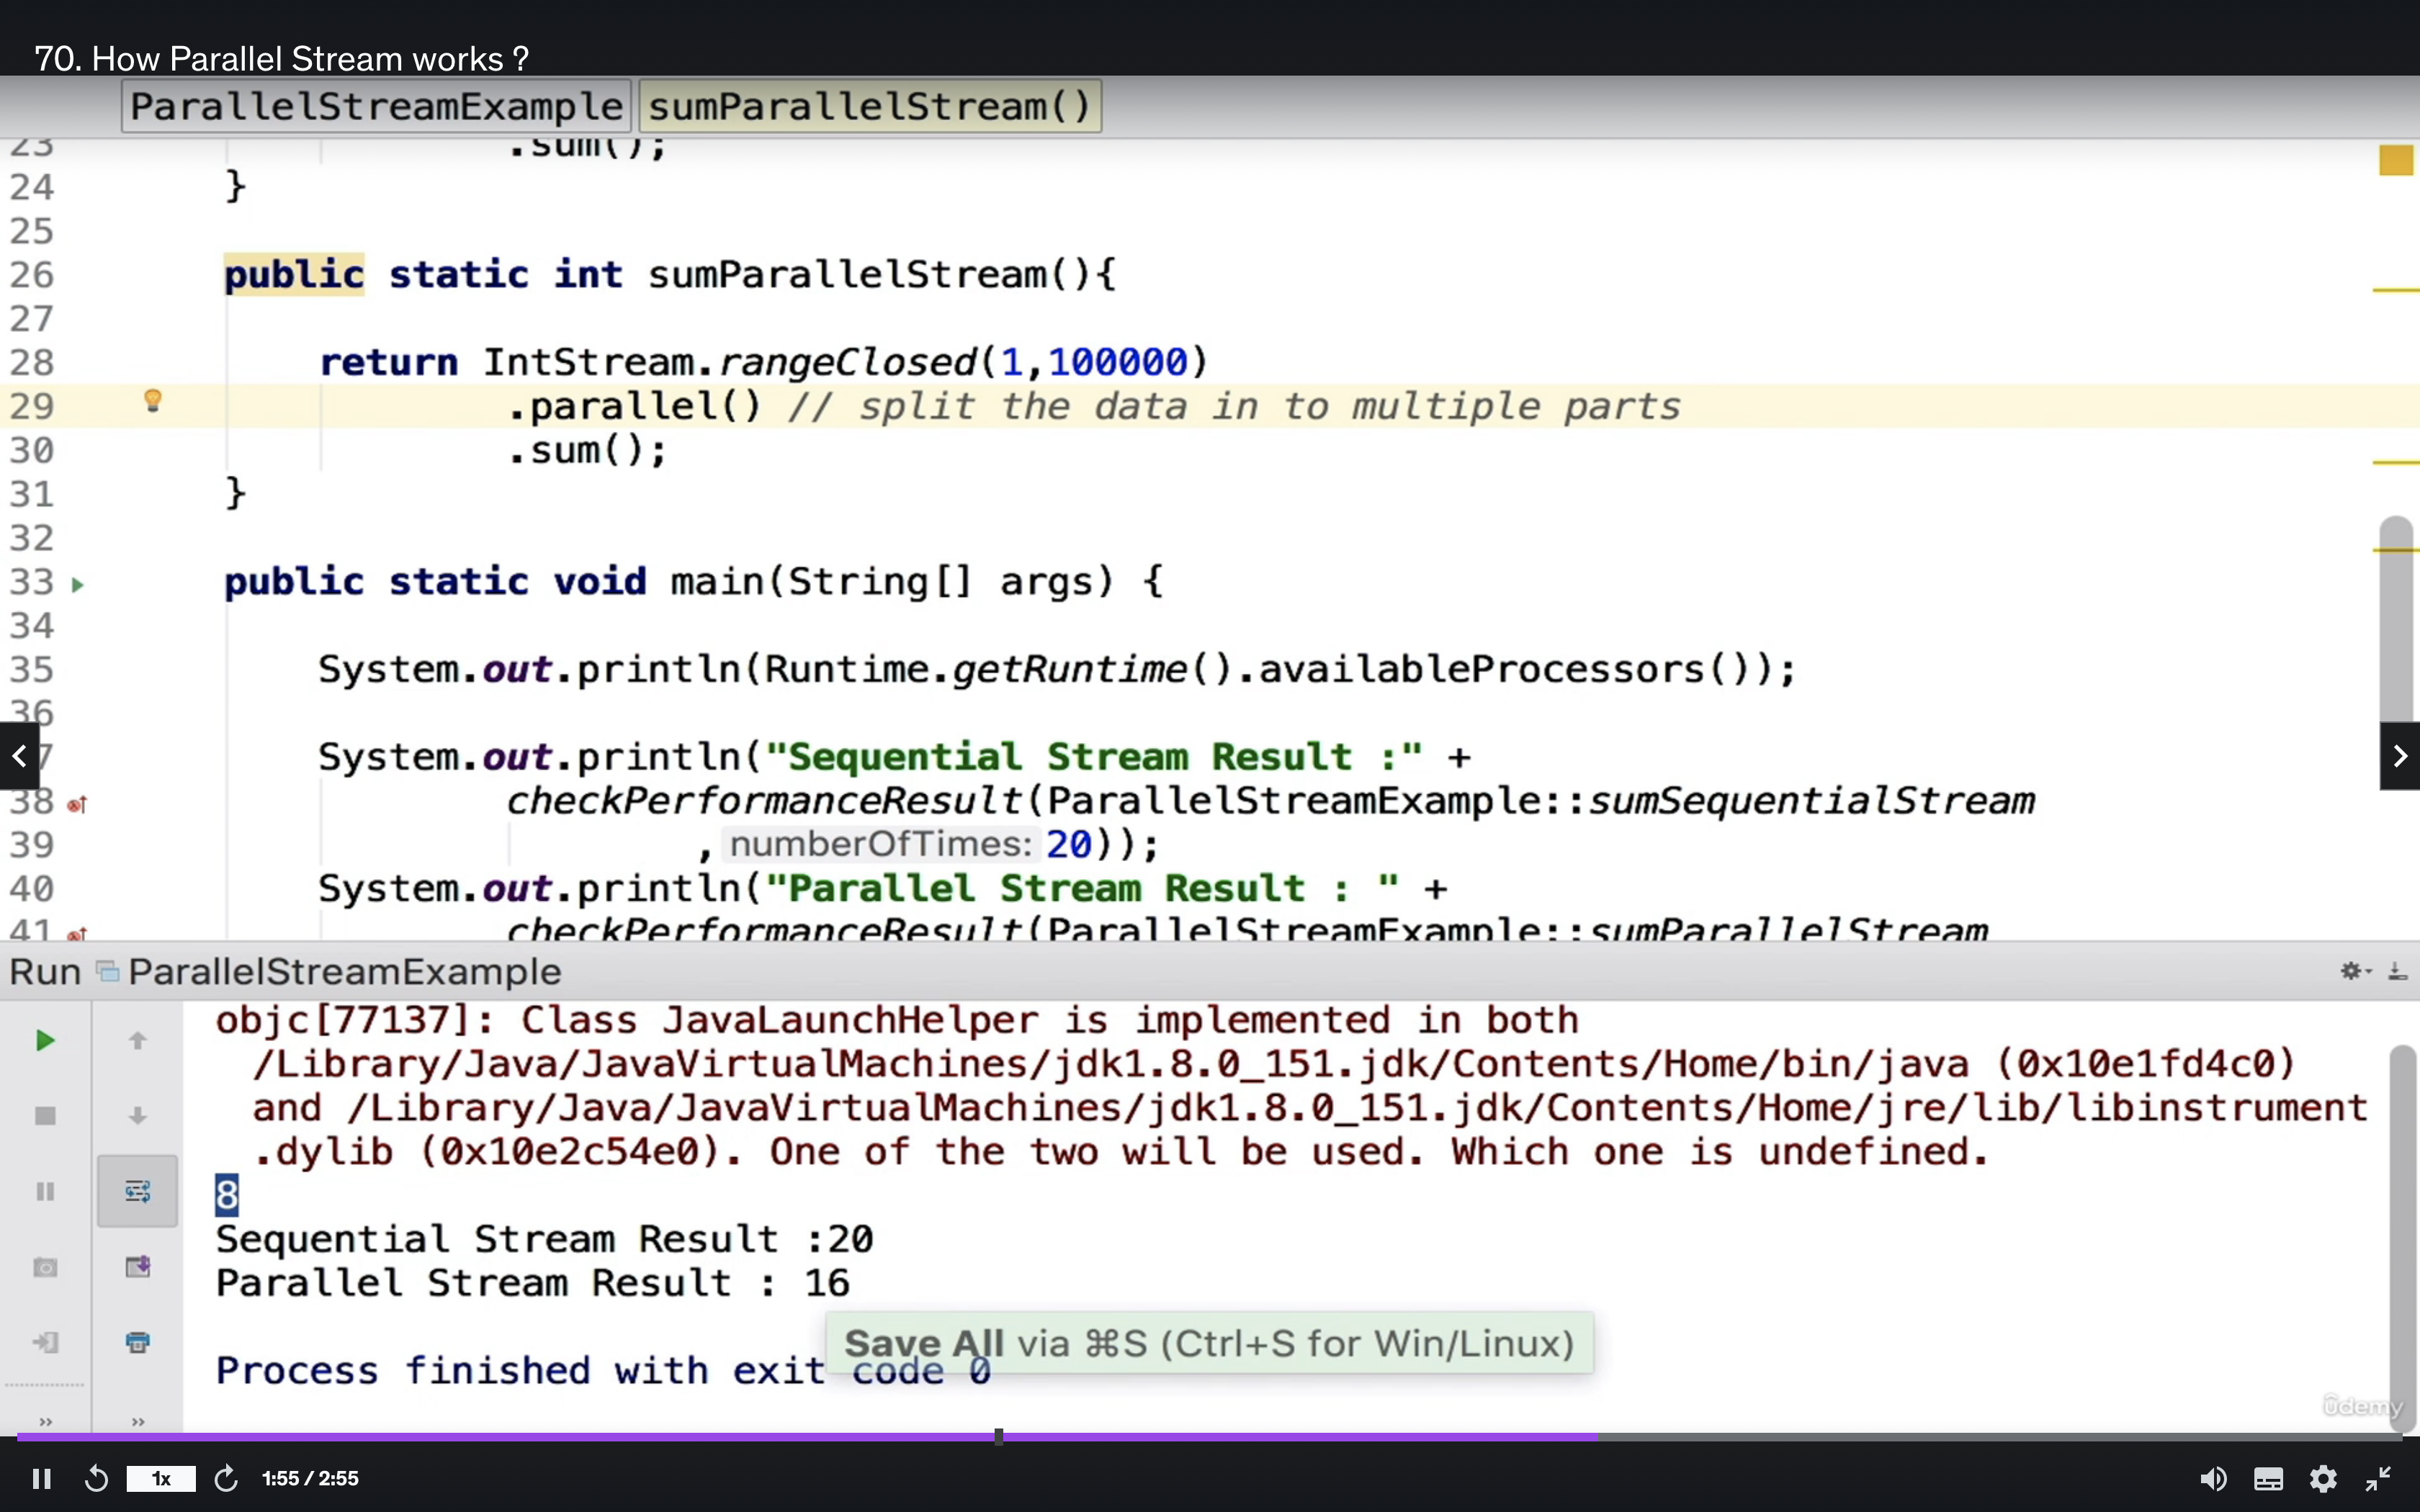 70. How Parallel Stream works ?
ParallelStreamExample sumParallelStream()
23 .sum();
24 }
25
26 public static int sumParallelStream(){
27
28 return IntStream.rangeClosed(1,100000)
29 .parallel() // split the data in to multiple parts
30 .sum();
31 }
32
33 public static void main(String[] args) {
34
35 System.out.println(Runtime.getRuntime().availableProcessors());
36
7 System.out.println("Sequential Stream Result :" +
38 checkPerformanceResult(ParallelStreamExample::sumSequentialStream
39 , numberOfTimes: 20));
40 System.out.println("Parallel Stream Result : " +
41 checkPerformanceResult(ParallelStreamExample::sumParallelStream
Run ParallelStreamExample
objc[77137]: Class JavaLaunchHelper is implemented in both
/Library/Java/JavaVirtualMachines/jdk1.8.0_151.jdk/Contents/Home/bin/java (0x10e1fd4c0)
and /Library/Java/JavaVirtualMachines/jdk1.8.0_151.jdk/Contents/Home/jre/lib/libinstrument
.dylib (0x10e2c54e0). One of the two will be used. Which one is undefined.
8
Sequential Stream Result :20
Parallel Stream Result : 16
Save All via ⌘S (Ctrl+S for Win/Linux)
Process finished with exit code 0
ûdemy
1x 1:55 / 2:55